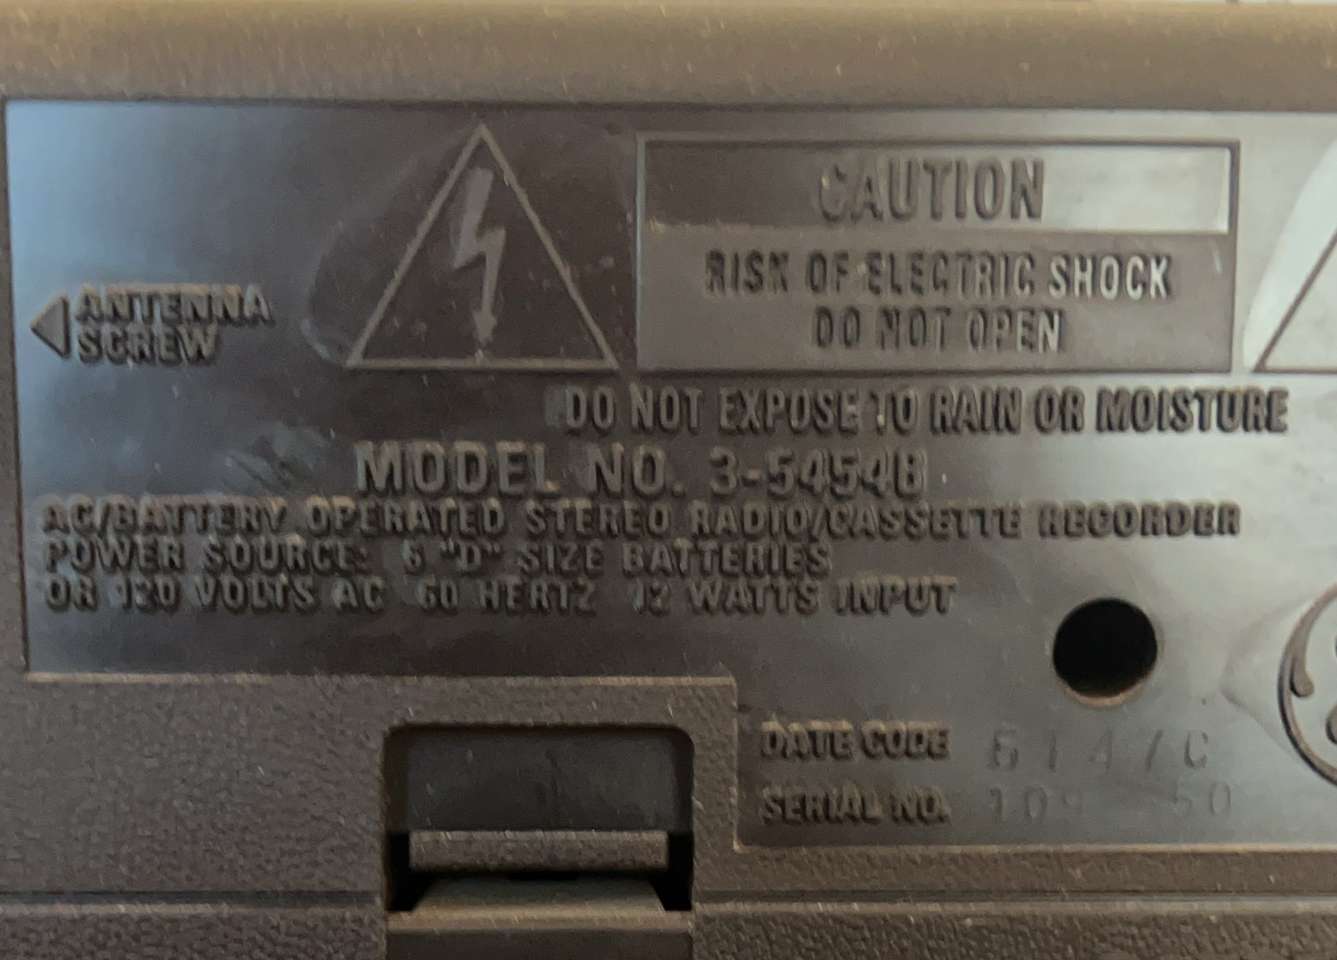 ANTENNA
SCREW
CAUTION
RISK OF ELECTRIC SHOCK
DO NOT OPEN
DO NOT EXPOSE TO RAIN OR MOISTURE
MODEL NO. 3-5454B
AC/BATTERY OPERATED STEREO RADIO/CASSETTE RECORDER
POWER SOURCE: 6 "D" SIZE BATTERIES
OR 120 VOLTS AC 60 HERTZ 12 WATTS INPUT
DATE CODE
SERIAL NO.